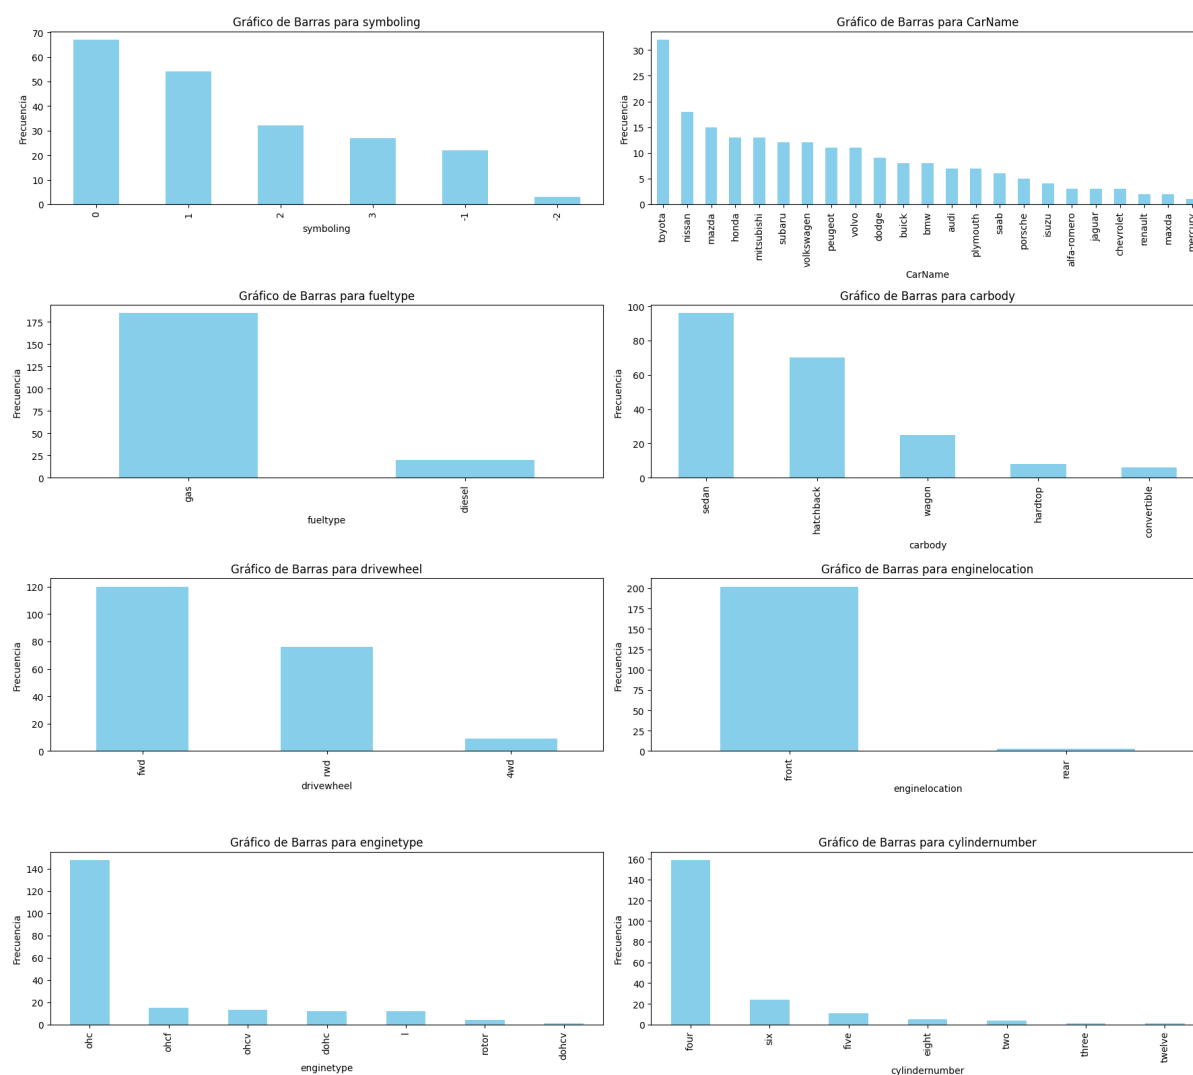 Gráfico de Barras para symboling
70
60
50
40
30
20
10
0
Frecuencia
0
1
2
3
-1
-2
symboling
Gráfico de Barras para CarName
30
25
20
15
10
5
0
Frecuencia
toyota
nissan
mazda
honda
mitsubishi
subaru
volkswagen
peugeot
volvo
dodge
buick
bmw
audi
plymouth
saab
porsche
isuzu
alfa-romero
jaguar
chevrolet
renault
maxda
mercury
CarName
Gráfico de Barras para fueltype
175
150
125
100
75
50
25
0
Frecuencia
gas
diesel
fueltype
Gráfico de Barras para carbody
100
80
60
40
20
0
Frecuencia
sedan
hatchback
wagon
hardtop
convertible
carbody
Gráfico de Barras para drivewheel
120
100
80
60
40
20
0
Frecuencia
fwd
rwd
4wd
drivewheel
Gráfico de Barras para enginelocation
200
175
150
125
100
75
50
25
0
Frecuencia
front
rear
enginelocation
Gráfico de Barras para enginetype
140
120
100
80
60
40
20
0
Frecuencia
ohc
ohcf
ohcv
dohc
l
rotor
dohcv
enginetype
Gráfico de Barras para cylindernumber
160
140
120
100
80
60
40
20
0
Frecuencia
four
six
five
eight
two
three
twelve
cylindernumber